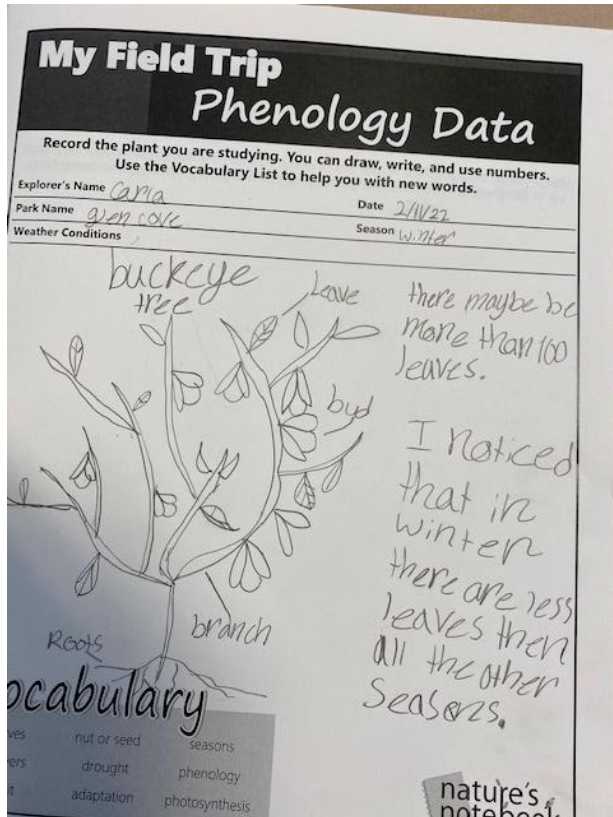 My Field Trip
Phenology Data
Record the plant you are studying. You can draw, write, and use numbers.
Use the Vocabulary List to help you with new words.
Explorer's Name Carla
Date 2/11/22
Park Name glen cove
Season winter
Weather Conditions
buckeye
tree
Leave
bud
branch
Roots
there maybe be
more than 100
leaves.
I noticed
that in
winter
there are less
leaves then
all the other
Seasons.
ocabulary
ves
nut or seed
seasons
ers
drought
phenology
it
adaptation
photosynthesis
nature's
notebook